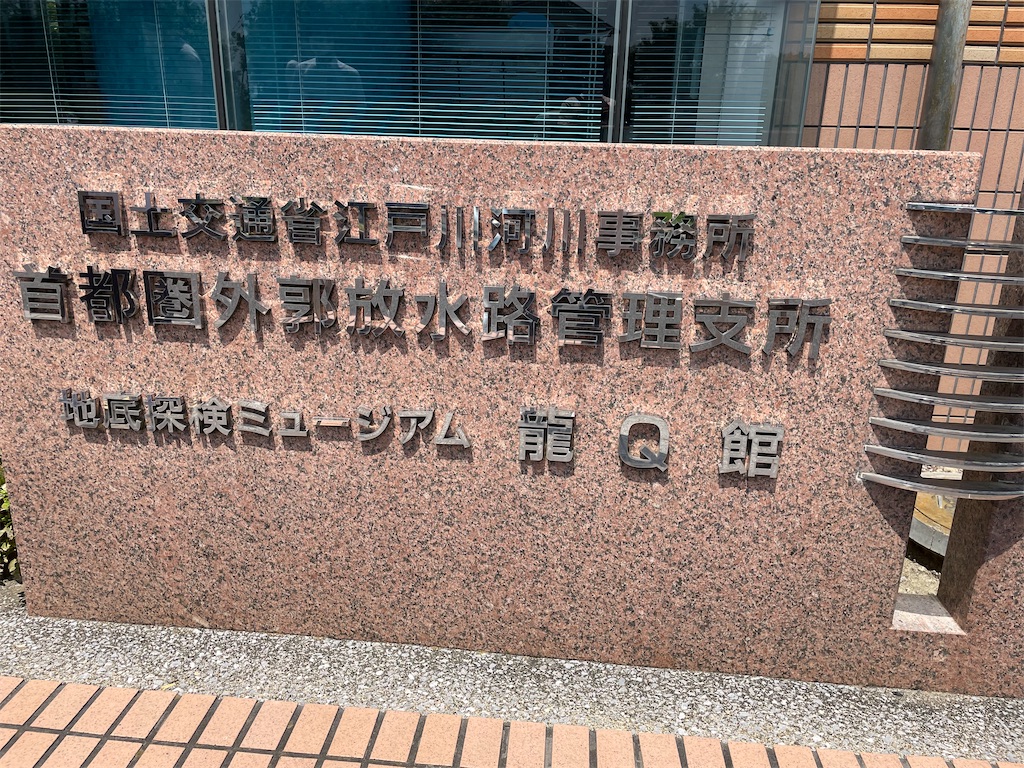 国土交通省江戸川河川事務所
首都圏外郭放水路管理支所
地底探検ミュージアム 龍Q館